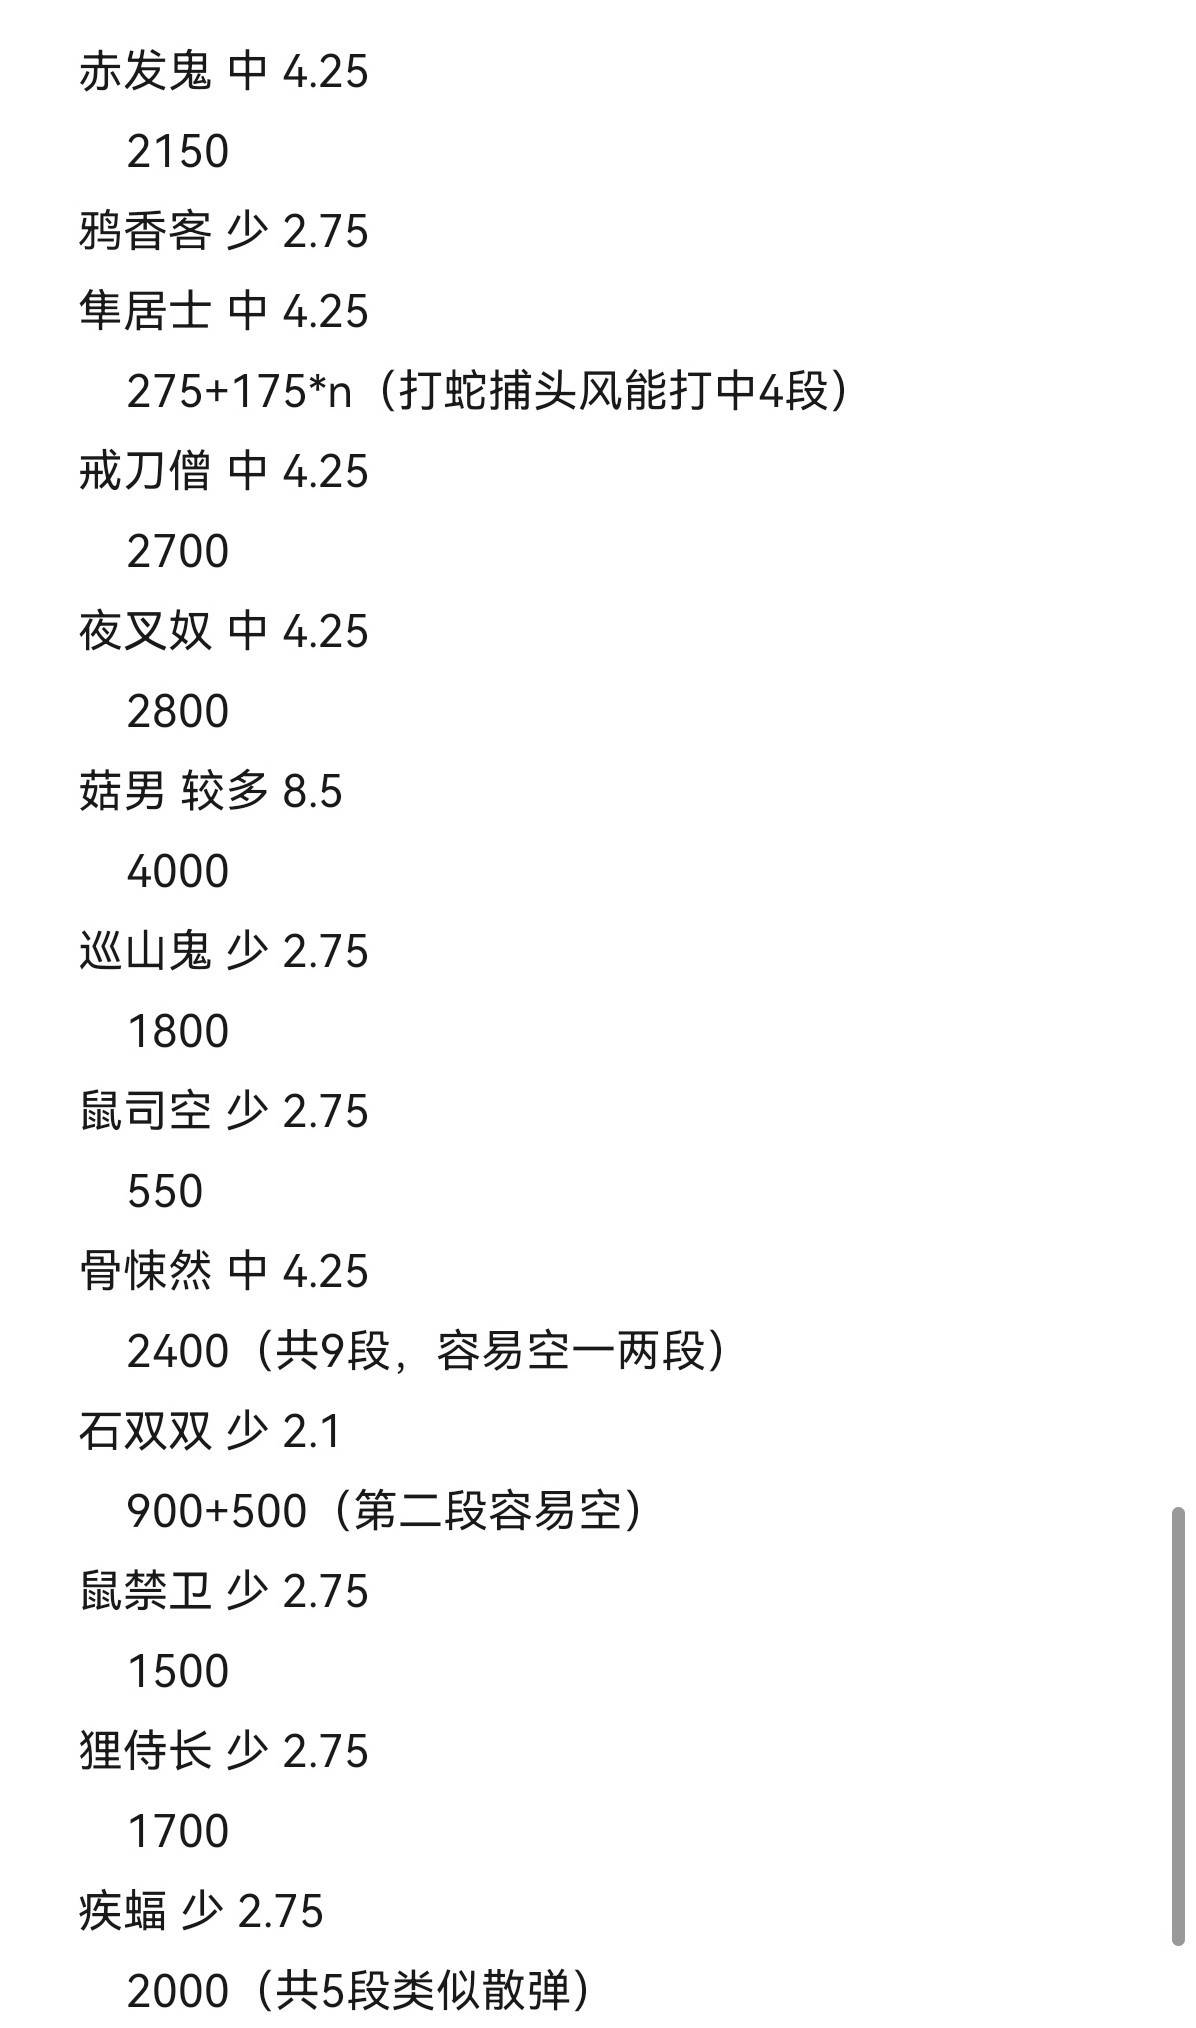 赤发鬼 中 4.25
2150
鸦香客 少 2.75
隼居士 中 4.25
275+175*n（打蛇捕头风能打中4段）
戒刀僧 中 4.25
2700
夜叉奴 中 4.25
2800
菇男 较多 8.5
4000
巡山鬼 少 2.75
1800
鼠司空 少 2.75
550
骨悚然 中 4.25
2400（共9段，容易空一两段）
石双双 少 2.1
900+500（第二段容易空）
鼠禁卫 少 2.75
1500
狸侍长 少 2.75
1700
疾蝠 少 2.75
2000（共5段类似散弹）